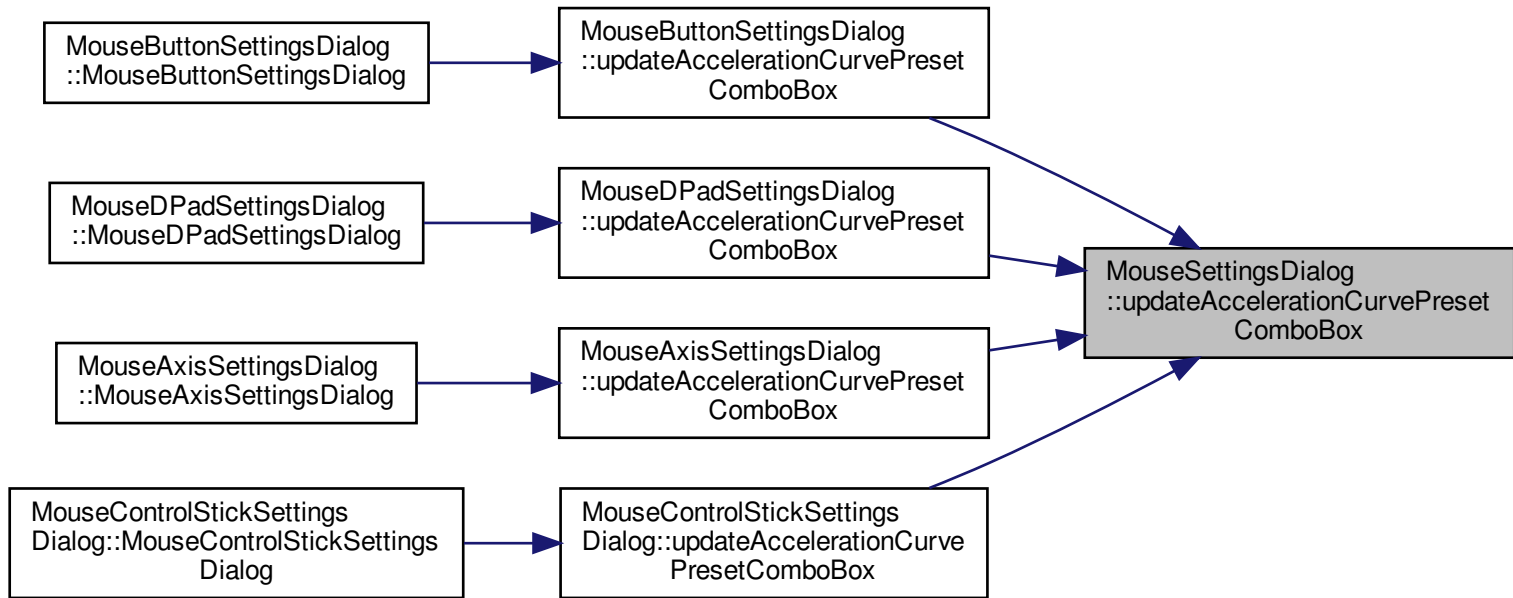 MouseButtonSettingsDialog
::MouseButtonSettingsDialog
MouseButtonSettingsDialog
::updateAccelerationCurvePreset
ComboBox
MouseDPadSettingsDialog
::MouseDPadSettingsDialog
MouseDPadSettingsDialog
::updateAccelerationCurvePreset
ComboBox
MouseSettingsDialog
::updateAccelerationCurvePreset
ComboBox
MouseAxisSettingsDialog
::MouseAxisSettingsDialog
MouseAxisSettingsDialog
::updateAccelerationCurvePreset
ComboBox
MouseControlStickSettings
Dialog::MouseControlStickSettings
Dialog
MouseControlStickSettings
Dialog::updateAccelerationCurve
PresetComboBox